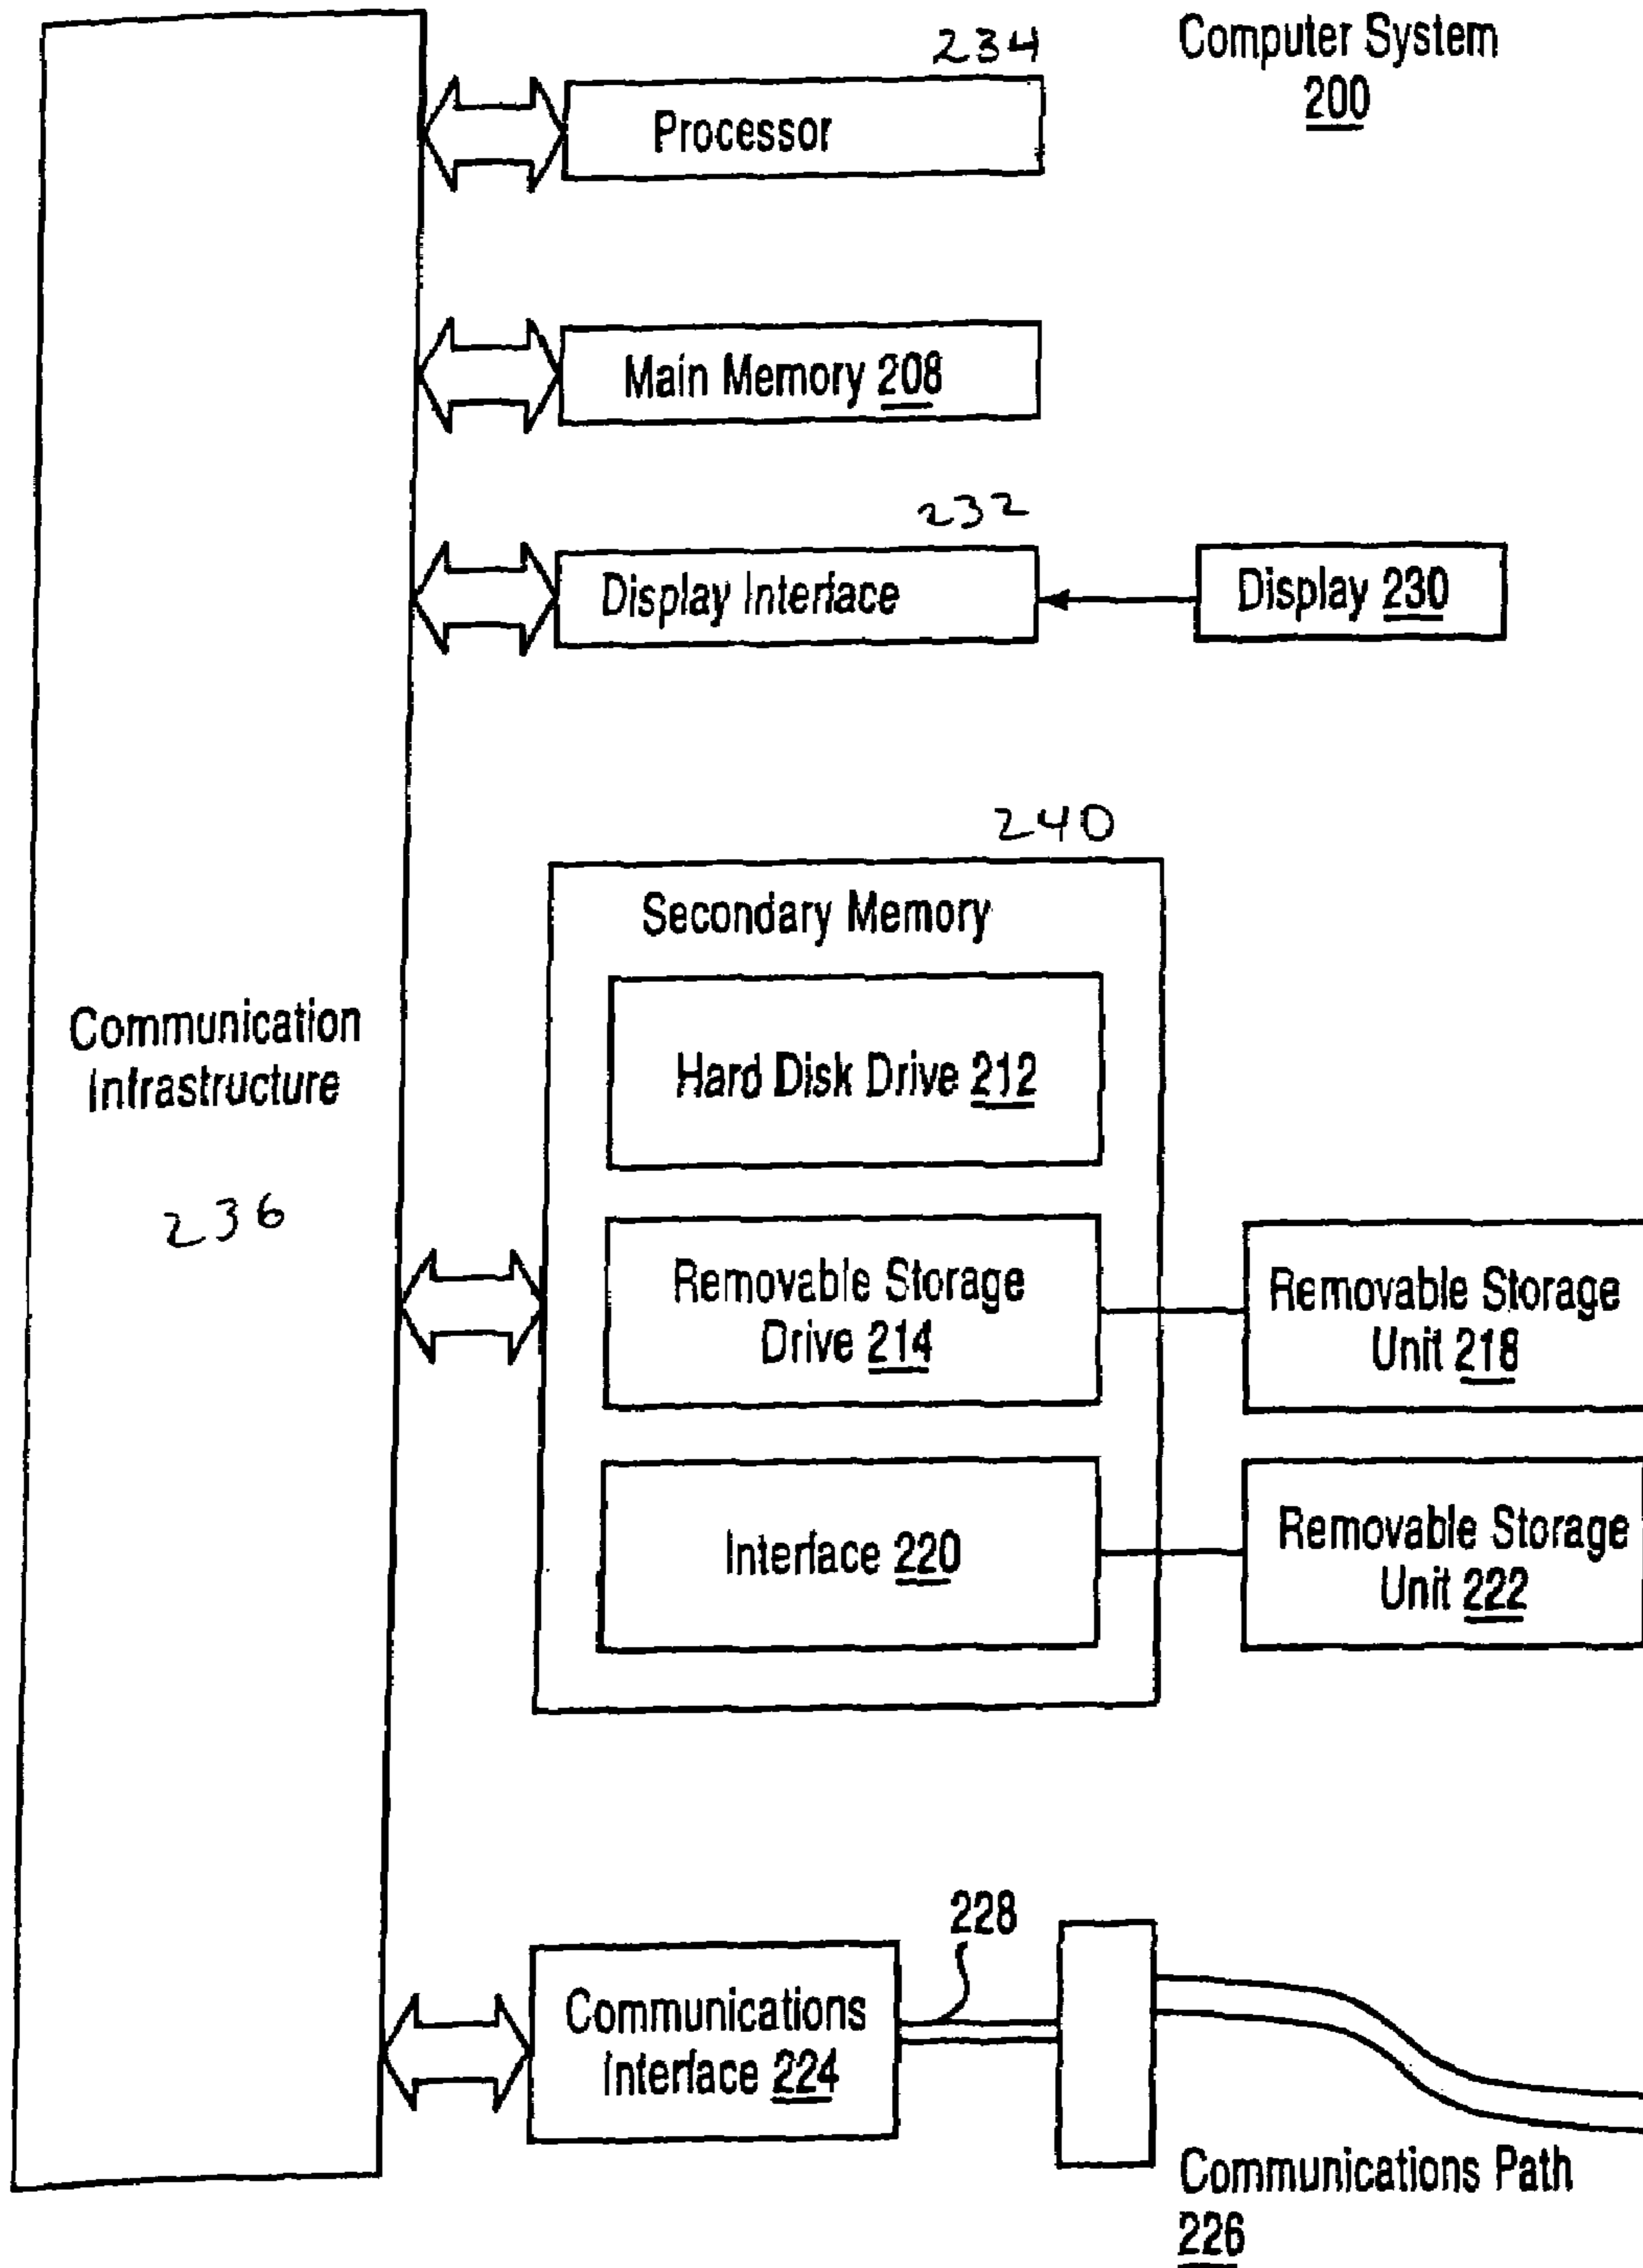 Computer System
200
234
Processor
Main Memory 208
232
Display Interface
Display 230
240
Secondary Memory
Hard Disk Drive 212
Communication
Infrastructure
236
Removable Storage
Drive 214
Removable Storage
Unit 218
Interface 220
Removable Storage
Unit 222
228
Communications
Interface 224
Communications Path
226